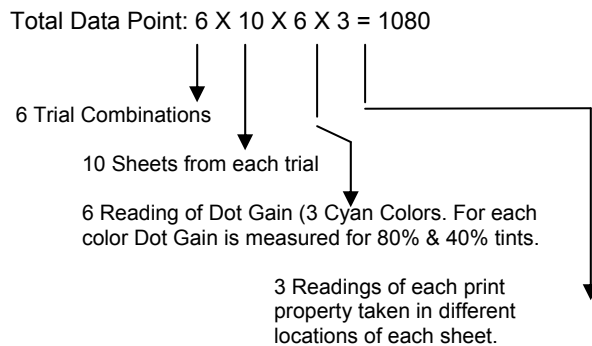 Total Data Point: 6 X 10 X 6 X 3 = 1080
6 Trial Combinations
10 Sheets from each trial
6 Reading of Dot Gain (3 Cyan Colors. For each
color Dot Gain is measured for 80% & 40% tints.
3 Readings of each print
property taken in different
locations of each sheet.